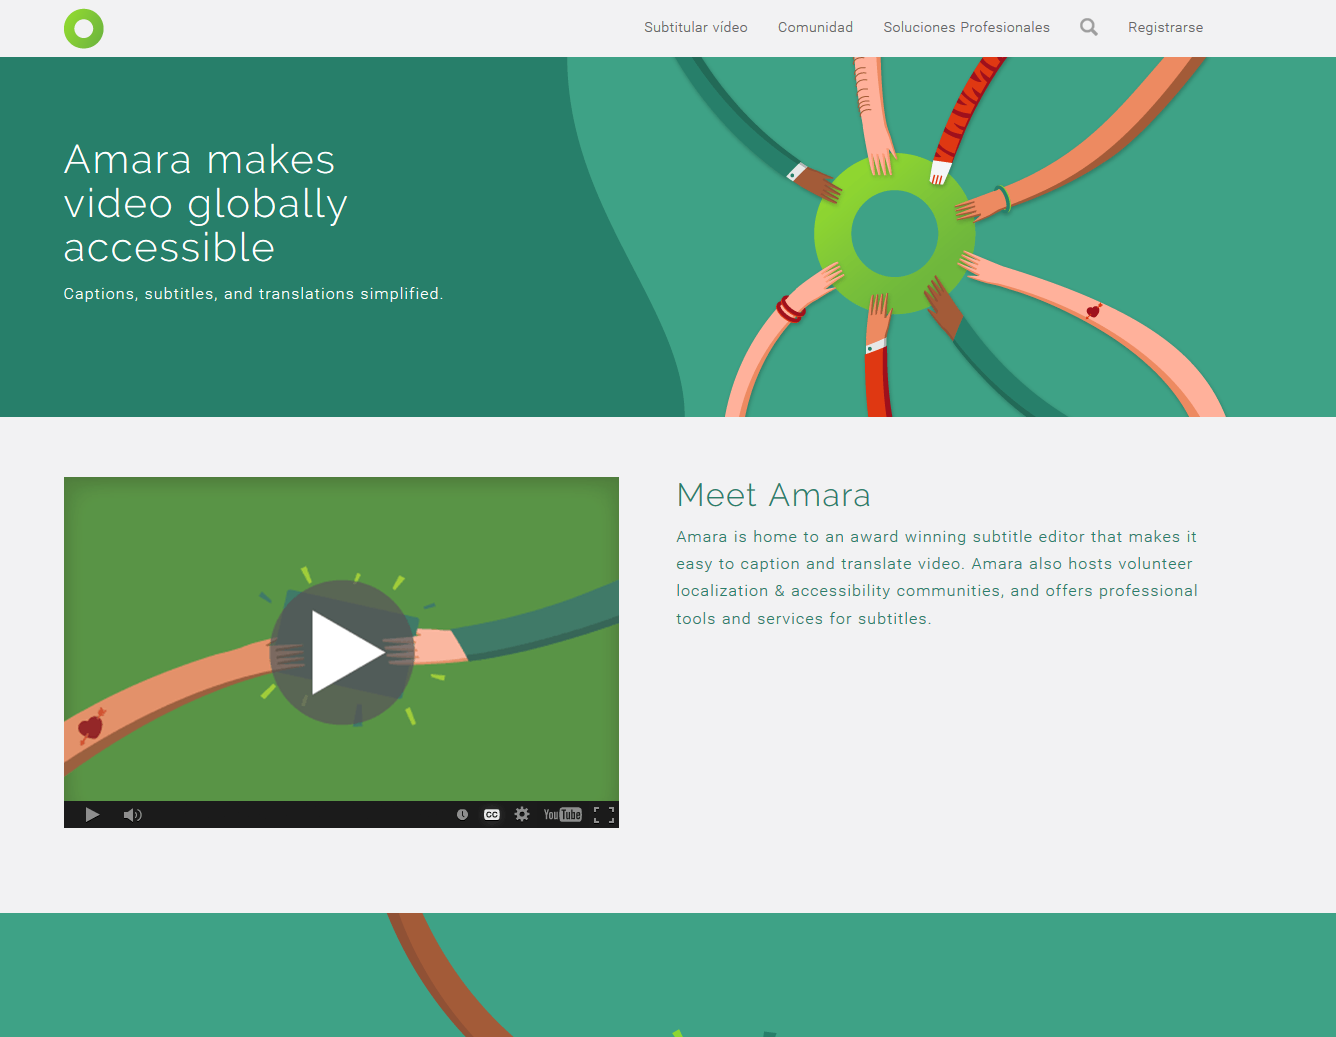 Subtitular vídeo
Comunidad
Soluciones Profesionales
Registrarse
Amara makes
video globally
accessible
Captions, subtitles, and translations simplified.
Meet Amara
Amara is home to an award winning subtitle editor that makes it
easy to caption and translate video. Amara also hosts volunteer
localization & accessibility communities, and offers professional
tools and services for subtitles.
CC
YouTube